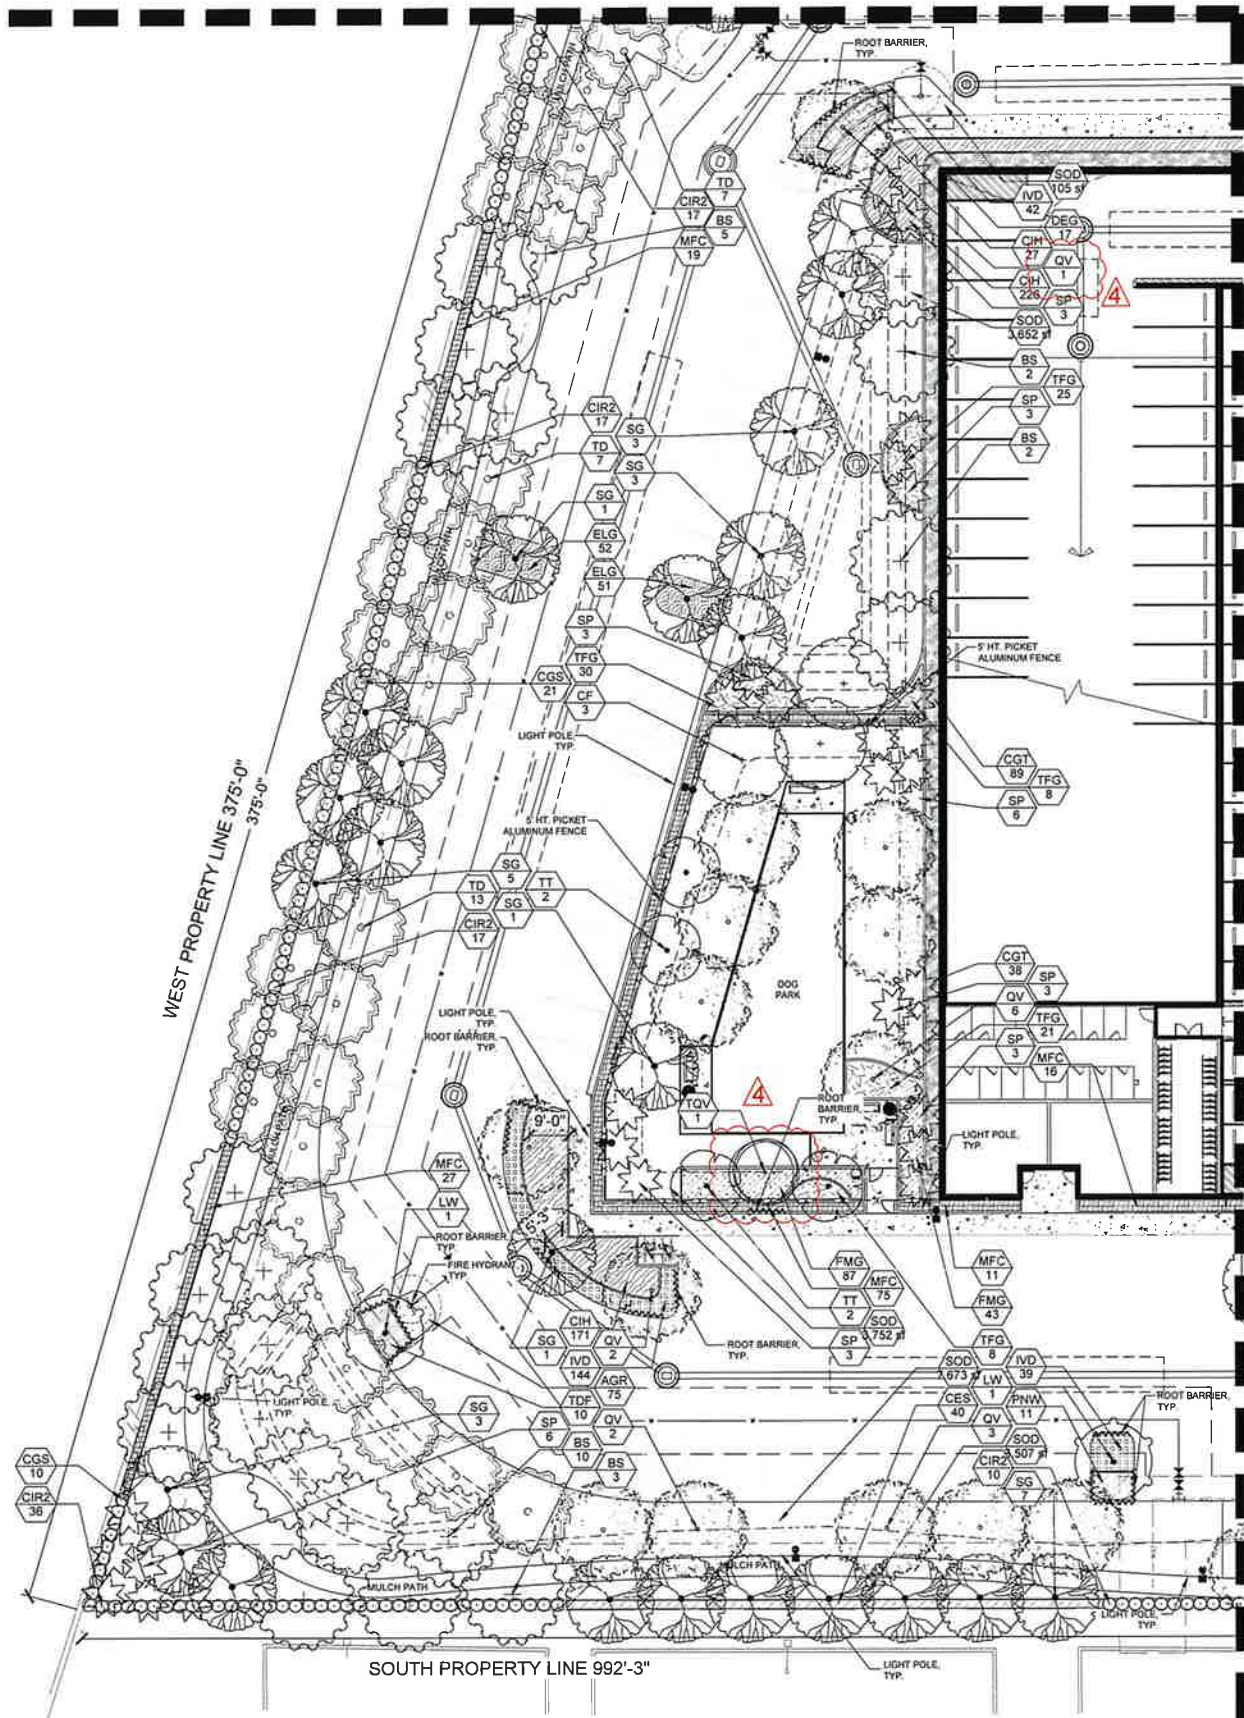 ROOT BARRIER,
TYP.
MULCH PATH
SOD
105 sf
IVD
42
DEG
17
CIH
27
QV
1
CIH
226
SP
3
SOD
3,652 sf
4
BS
2
TFG
25
SP
3
BS
2
TD
7
CIR2
17
BS
5
MFC
19
CIR2
17
SG
3
TD
7
SG
3
SG
1
ELG
52
ELG
51
SP
3
TFG
30
CGS
21
CF
3
LIGHT POLE,
TYP.
5' HT. PICKET
ALUMINUM FENCE
5' HT. PICKET
ALUMINUM FENCE
CGT
89
TFG
8
SP
6
WEST PROPERTY LINE 375'-0"
375'-0"
SG
5
TT
2
TD
13
SG
1
CIR2
17
DOG
PARK
CGT
38
SP
3
QV
6
TFG
21
SP
3
MFC
16
LIGHT POLE,
TYP.
ROOT BARRIER,
TYP.
4
TQV
1
ROOT
BARRIER,
TYP.
LIGHT POLE,
TYP.
9'-0"
MULCH PATH
MFC
27
LW
1
ROOT BARRIER,
TYP.
FIRE HYDRANT
TYP.
FMG
87
MFC
75
TT
2
SOD
3,752 sf
SP
3
MFC
11
FMG
43
ROOT BARRIER,
TYP.
CIH
171
SG
1
QV
2
IVD
144
AGR
75
TDF
10
SP
6
QV
2
BS
10
BS
3
SG
3
LIGHT POLE,
TYP.
TFG
8
SOD
7,673 sf
IVD
39
LW
1
CES
40
PNW
11
QV
3
SOD
507 sf
CIR2
10
SG
7
ROOT BARRIER,
TYP.
CGS
10
CIR2
36
MULCH PATH
MULCH PATH
LIGHT POLE,
TYP.
LIGHT POLE,
TYP.
SOUTH PROPERTY LINE 992'-3"